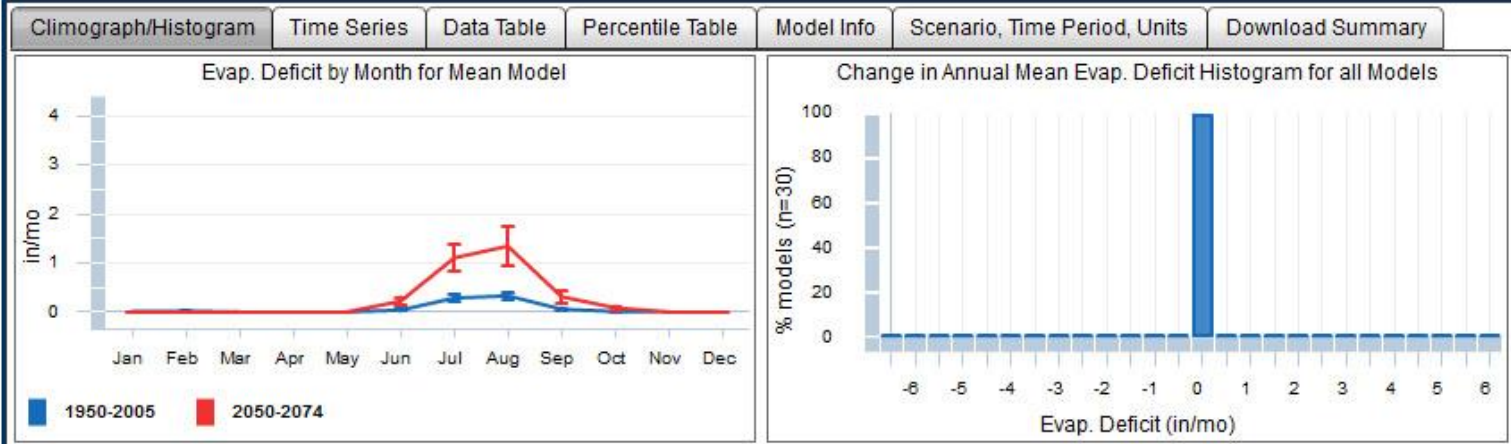 Climograph/Histogram
Time Series
Data Table
Percentile Table
Model Info
Scenario, Time Period, Units
Download Summary
Evap. Deficit by Month for Mean Model
4
3
2
1
0
in/mo
Jan Feb Mar Apr May Jun Jul Aug Sep Oct Nov Dec
1950-2005
2050-2074
Change in Annual Mean Evap. Deficit Histogram for all Models
100
80
60
40
20
0
% models (n=30)
-6 -5 -4 -3 -2 -1 0 1 2 3 4 5 6
Evap. Deficit (in/mo)